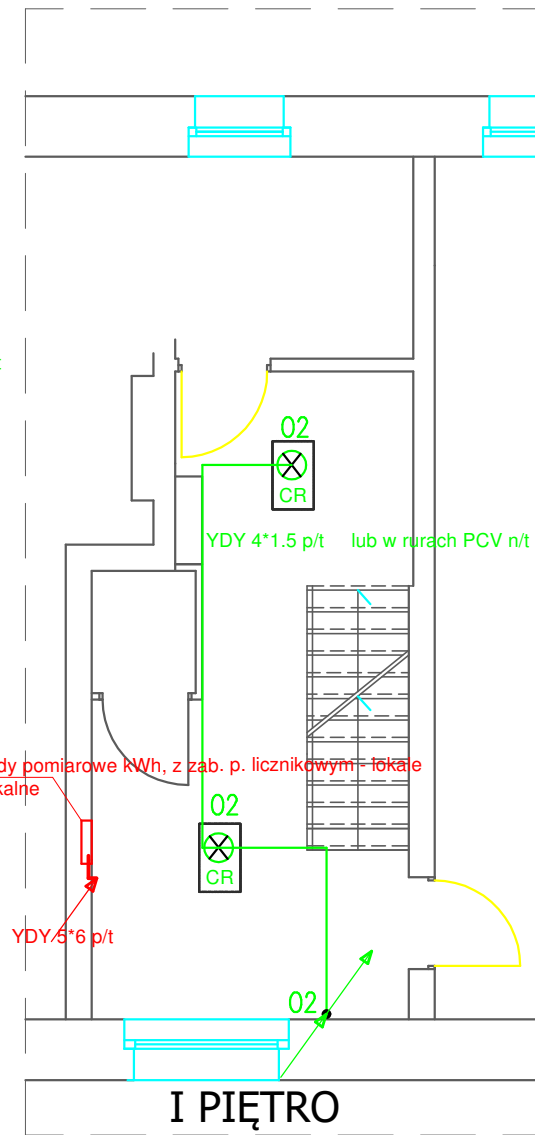 02
CR
YDY 4*1.5 p/t lub w rurach PCV n/t
dy pomiarowe kWh, z zab. p. licznikowym - lokale
kalne
02
CR
YDY 5*6 p/t
02
I PIĘTRO